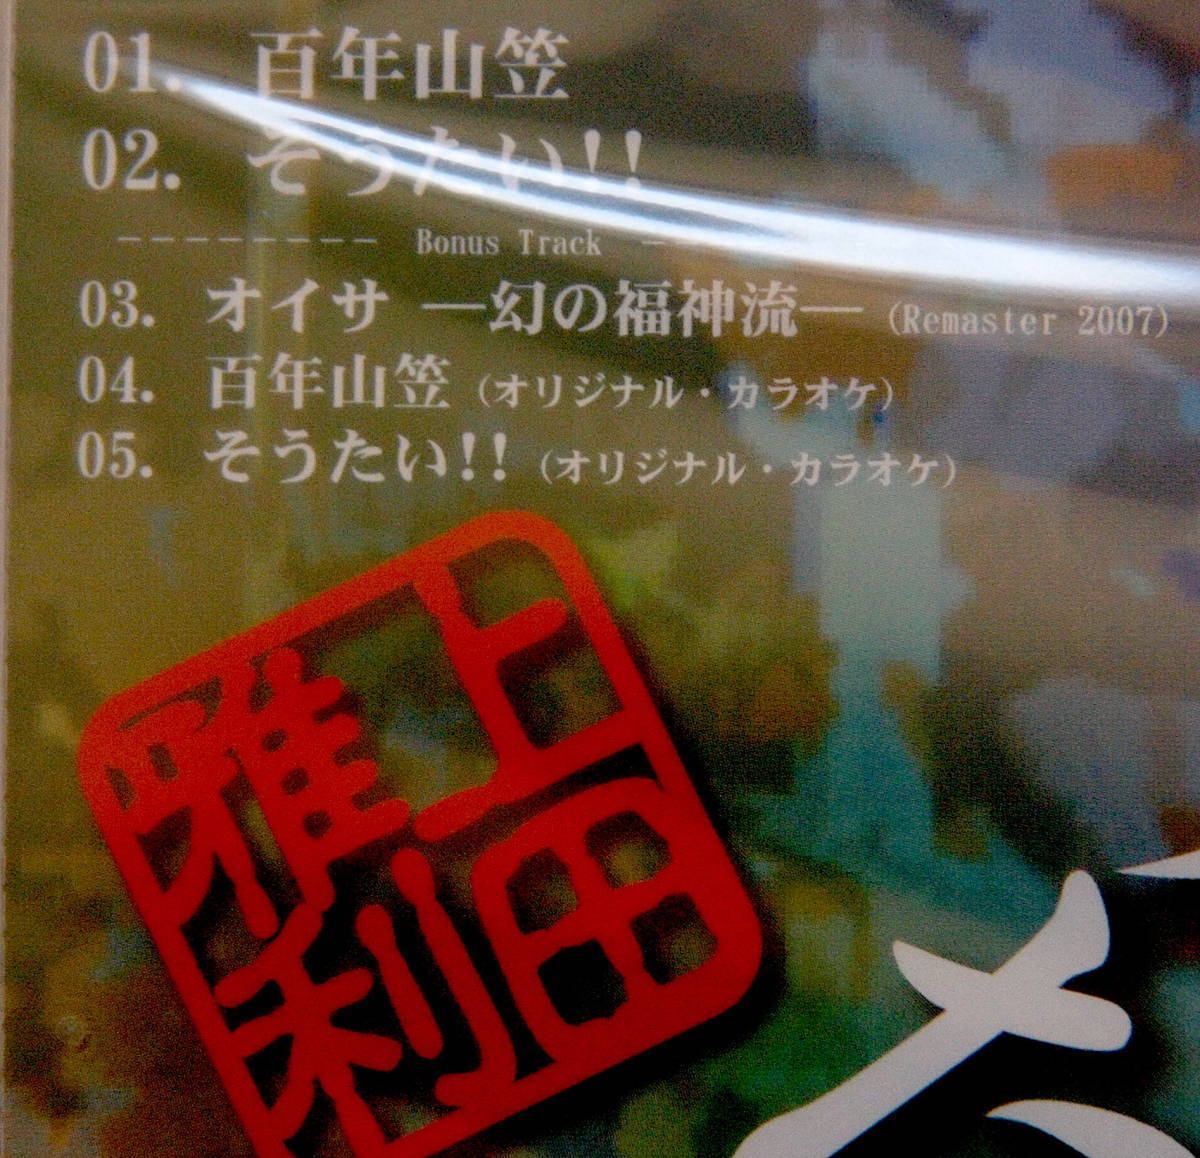 01. 百年山笠
02. そうたい!!
-------- Bonus Track -
03. オイサ ―幻の福神流― (Remaster 2007)
04. 百年山笠 (オリジナル・カラオケ)
05. そうたい!! (オリジナル・カラオケ)
上田
雅利